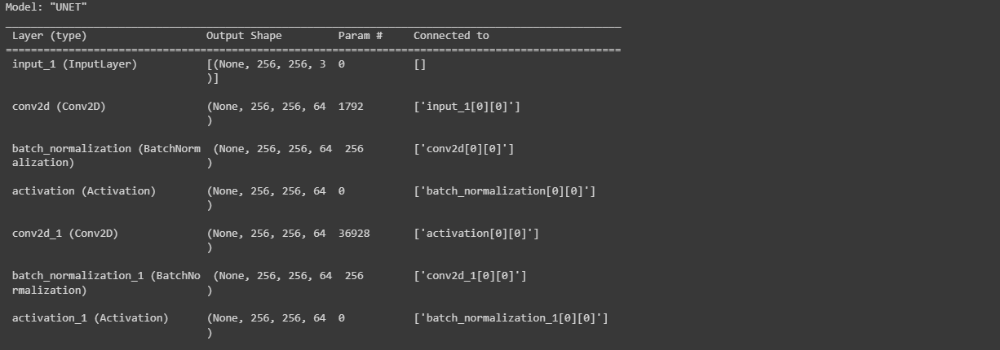 Model: "UNET"
__________________________________________________________________________________________________
 Layer (type)                   Output Shape         Param #     Connected to
==================================================================================================
 input_1 (InputLayer)           [(None, 256, 256, 3  0           []
                                )]

 conv2d (Conv2D)                (None, 256, 256, 64  1792        ['input_1[0][0]']
                                )

 batch_normalization (BatchNorm  (None, 256, 256, 64  256        ['conv2d[0][0]']
 alization)                     )

 activation (Activation)        (None, 256, 256, 64  0           ['batch_normalization[0][0]']
                                )

 conv2d_1 (Conv2D)              (None, 256, 256, 64  36928       ['activation[0][0]']
                                )

 batch_normalization_1 (BatchNo  (None, 256, 256, 64  256        ['conv2d_1[0][0]']
 rmalization)                   )

 activation_1 (Activation)      (None, 256, 256, 64  0           ['batch_normalization_1[0][0]']
                                )